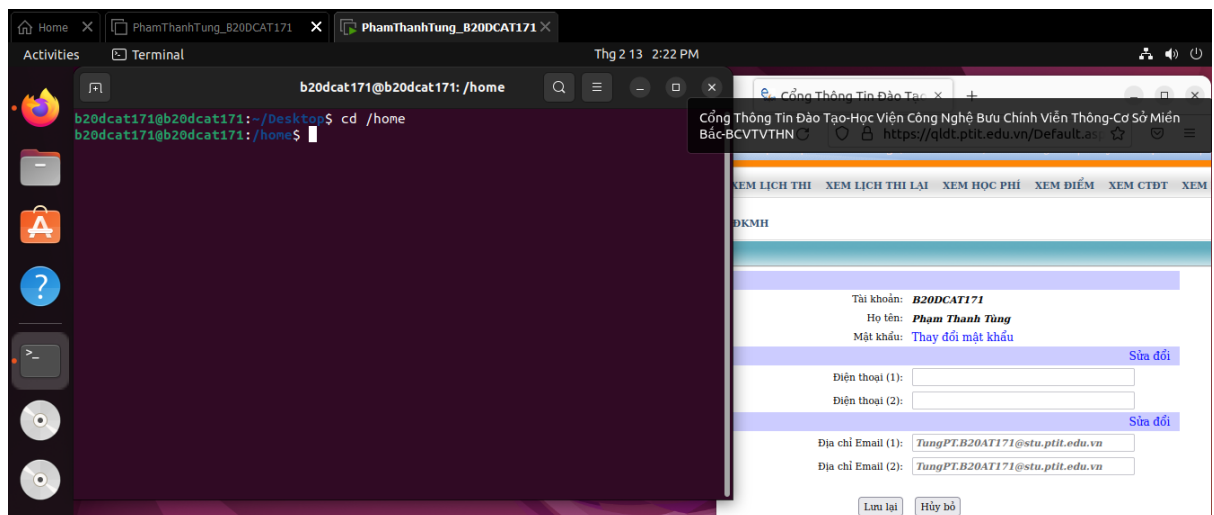 Home
PhamThanhTung_B20DCAT171
PhamThanhTung_B20DCAT171
Activities
Terminal
Thg 2 13 2:22 PM
b20dcat171@b20dcat171: /home
b20dcat171@b20dcat171:~/Desktop$ cd /home
b20dcat171@b20dcat171:/home$
Cổng Thông Tin Đào Tạo
Cổng Thông Tin Đào Tạo-Học Viện Công Nghệ Bưu Chính Viễn Thông-Cơ Sở Miền
Bắc-BCVTVTHN
https://qldt.ptit.edu.vn/Default.as
XEM LỊCH THI XEM LỊCH THI LẠI XEM HỌC PHÍ XEM ĐIỂM XEM CTĐT XEM
ĐKMH
Tài khoản: B20DCAT171
Họ tên: Phạm Thanh Tùng
Mật khẩu: Thay đổi mật khẩu
Sửa đổi
Điện thoại (1):
Điện thoại (2):
Sửa đổi
Địa chỉ Email (1): TungPT.B20AT171@stu.ptit.edu.vn
Địa chỉ Email (2): TungPT.B20AT171@stu.ptit.edu.vn
Lưu lại Hủy bỏ